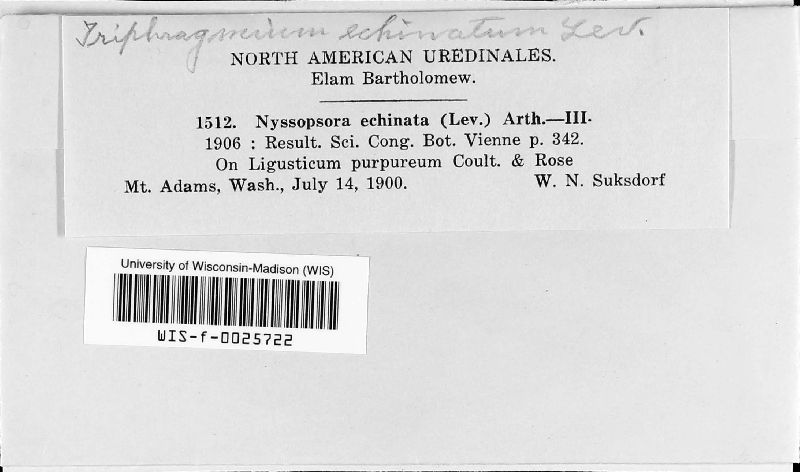 Triphragmium echinatum Lev.
NORTH AMERICAN UREDINALES.
Elam Bartholomew.
1512. Nyssopsora echinata (Lev.) Arth.—III.
1906 : Result. Sci. Cong. Bot. Vienne p. 342.
On Ligusticum purpureum Coult. & Rose
Mt. Adams, Wash., July 14, 1900. W. N. Suksdorf
University of Wisconsin-Madison (WIS)
WIS-f-0025722